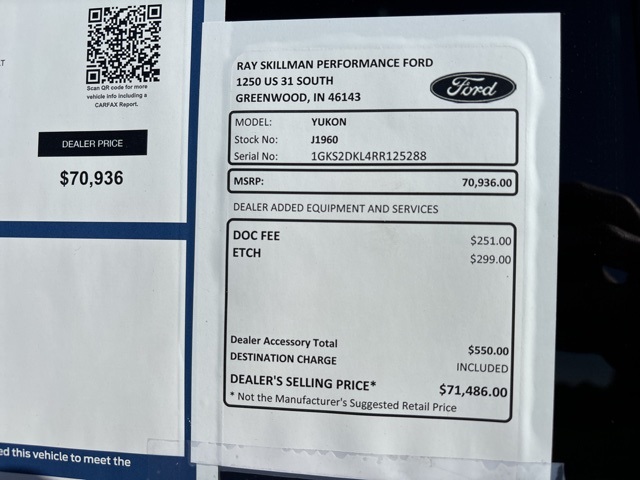 Scan QR code for more
vehicle info including a
CARFAX Report.
DEALER PRICE
$70,936
ed this vehicle to meet the
RAY SKILLMAN PERFORMANCE FORD
1250 US 31 SOUTH
GREENWOOD, IN 46143
Ford
MODEL: YUKON
Stock No: J1960
Serial No: 1GKS2DKL4RR125288
MSRP: 70,936.00
DEALER ADDED EQUIPMENT AND SERVICES
DOC FEE $251.00
ETCH $299.00
Dealer Accessory Total $550.00
DESTINATION CHARGE INCLUDED
DEALER'S SELLING PRICE* $71,486.00
* Not the Manufacturer's Suggested Retail Price